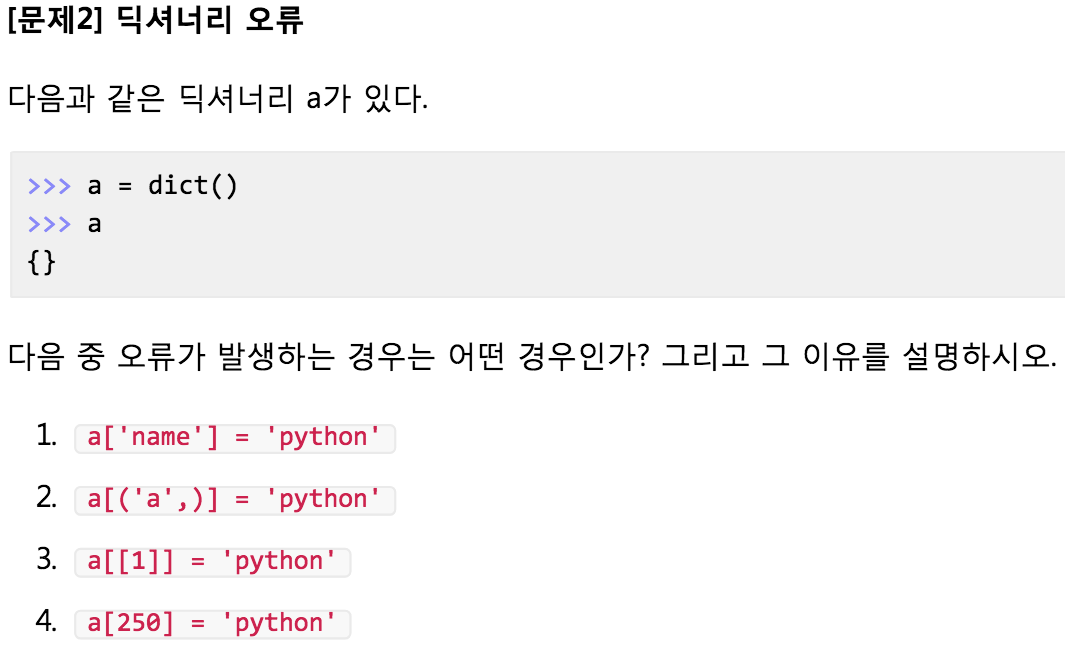 [문제2] 딕셔너리 오류
다음과 같은 딕셔너리 a가 있다.
>>> a = dict()
>>> a
{}
다음 중 오류가 발생하는 경우는 어떤 경우인가? 그리고 그 이유를 설명하시오.
1. a['name'] = 'python'
2. a[('a',)] = 'python'
3. a[[1]] = 'python'
4. a[250] = 'python'